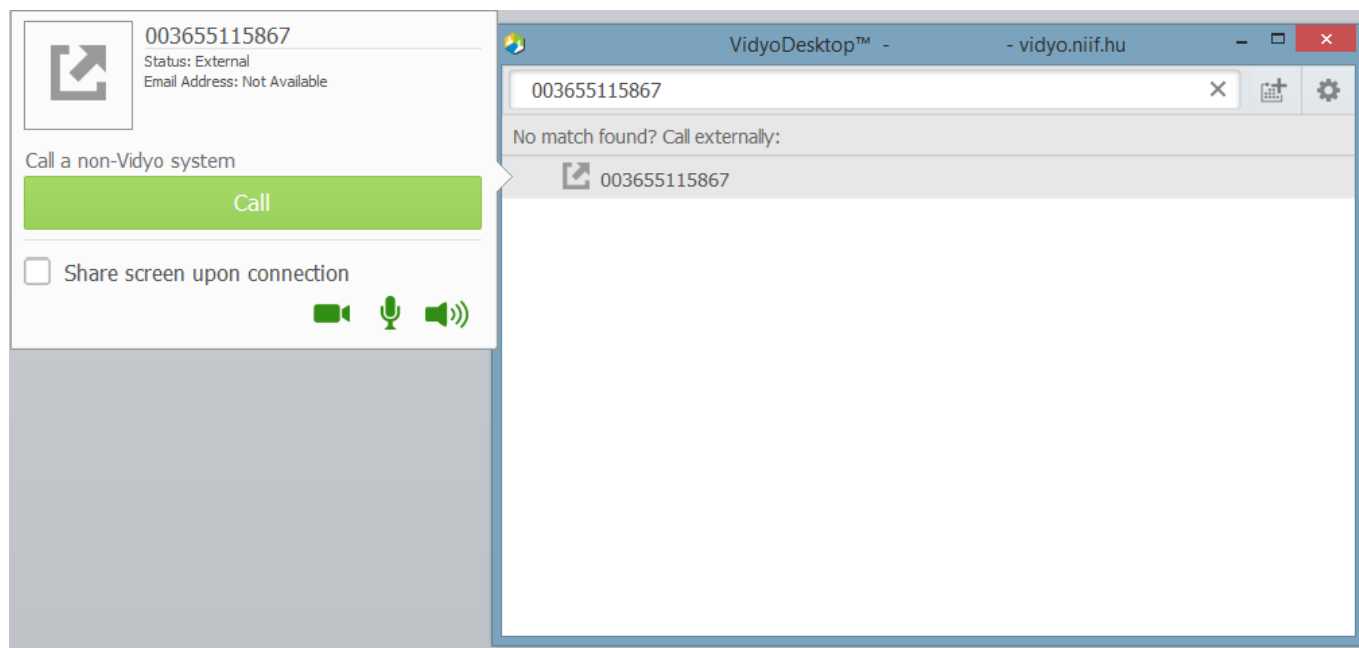 003655115867
Status: External
Email Address: Not Available
Call a non-Vidyo system
Call
Share screen upon connection
VidyoDesktop™ - - vidyo.niif.hu
003655115867
No match found? Call externally:
003655115867